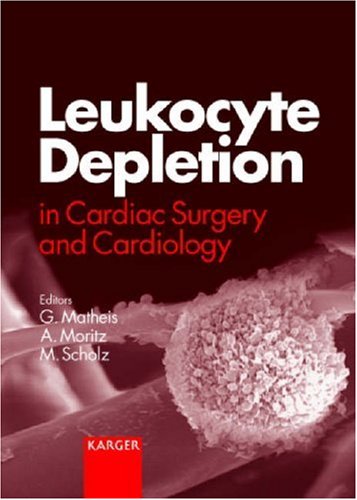 Leukocyte
Depletion
in Cardiac Surgery
and Cardiology
Editors
G. Matheis
A. Moritz
M. Scholz
KARGER